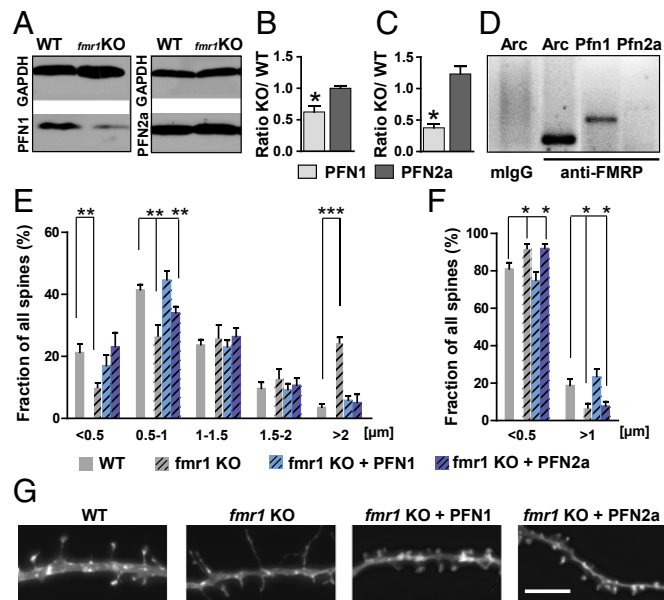 A
WT fmr1KO WT fmr1KO
GAPDH
PFN1
GAPDH
PFN2a
B
Ratio KO/ WT
1.5
1.0
0.5
0.0
*
C
Ratio KO/ WT
1.5
1.0
0.5
0.0
*
PFN1 PFN2a
D
Arc Arc Pfn1 Pfn2a
mIgG anti-FMRP
E
Fraction of all spines (%)
60
40
20
0
** ** ** ***
<0.5 0.5-1 1-1.5 1.5-2 >2 [µm]
F
Fraction of all spines (%)
100
80
60
40
20
0
* * * *
<0.5 >1 [µm]
WT fmr1 KO fmr1 KO + PFN1 fmr1 KO + PFN2a
G
WT fmr1 KO fmr1 KO + PFN1 fmr1 KO + PFN2a